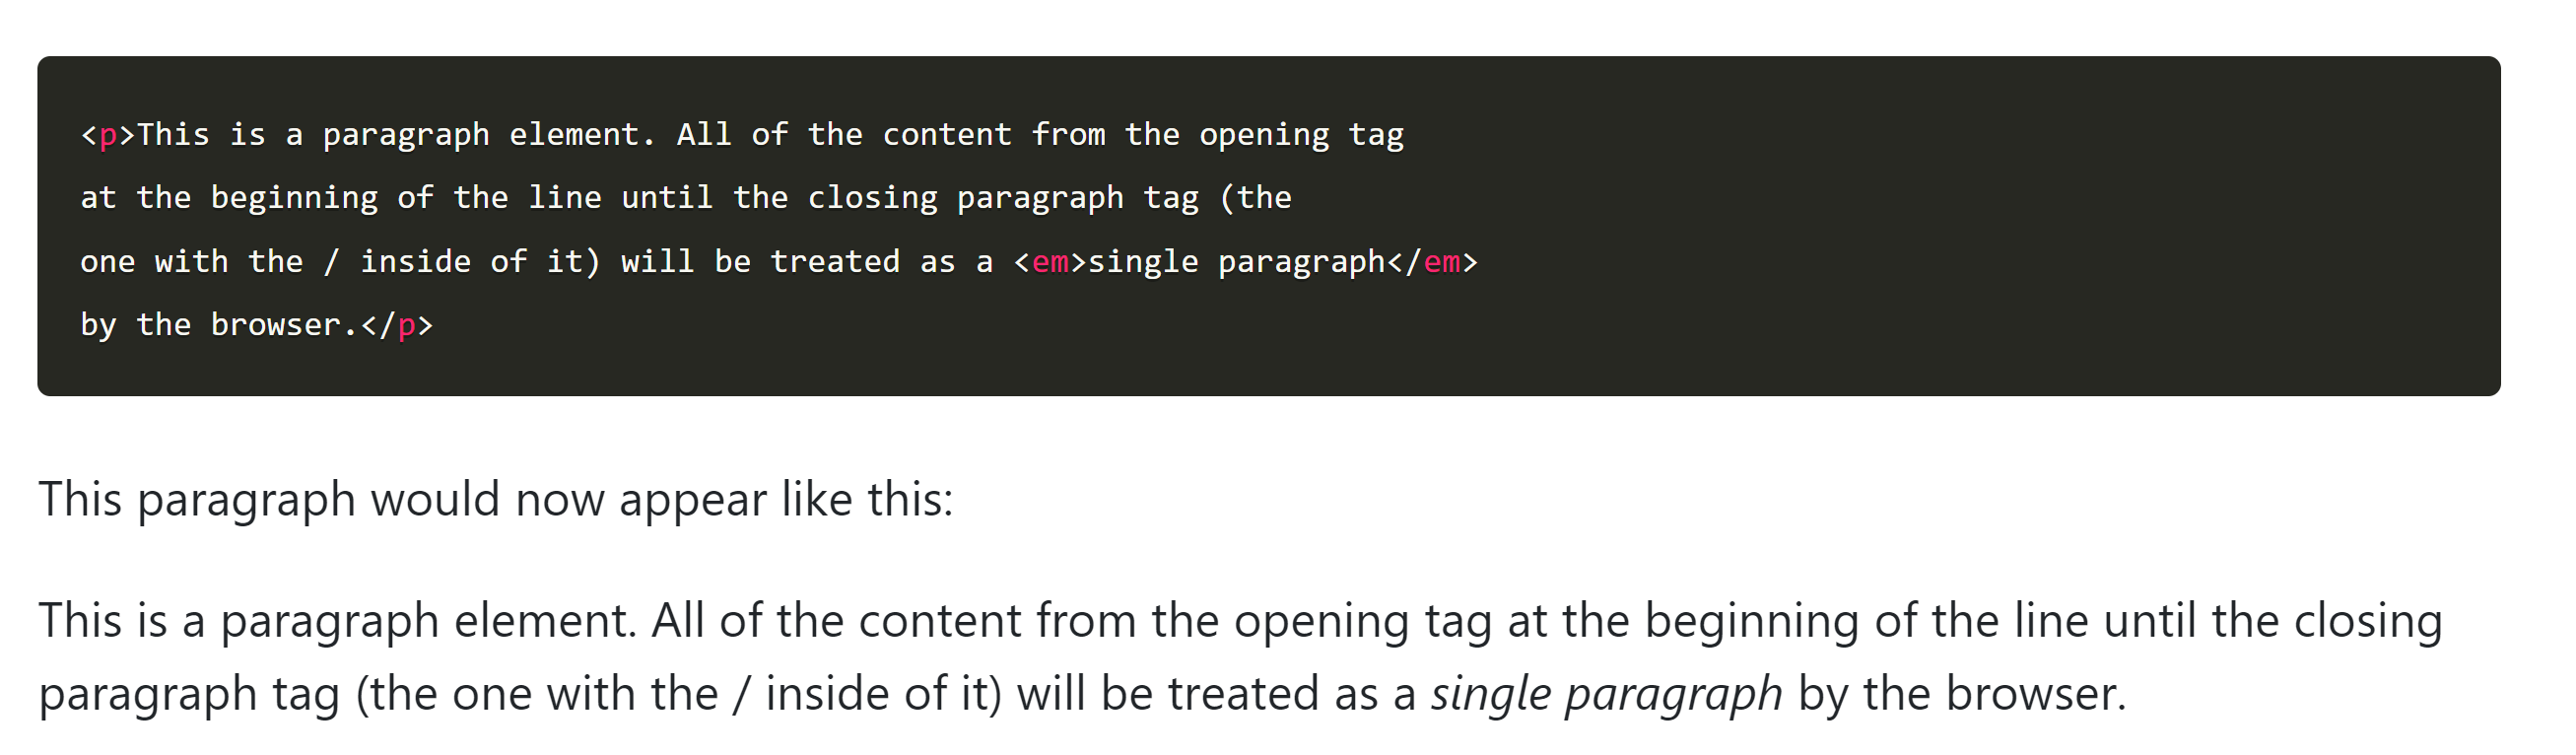 <p>This is a paragraph element. All of the content from the opening tag
at the beginning of the line until the closing paragraph tag (the
one with the / inside of it) will be treated as a <em>single paragraph</em>
by the browser.</p>
This paragraph would now appear like this:
This is a paragraph element. All of the content from the opening tag at the beginning of the line until the closing
paragraph tag (the one with the / inside of it) will be treated as a single paragraph by the browser.